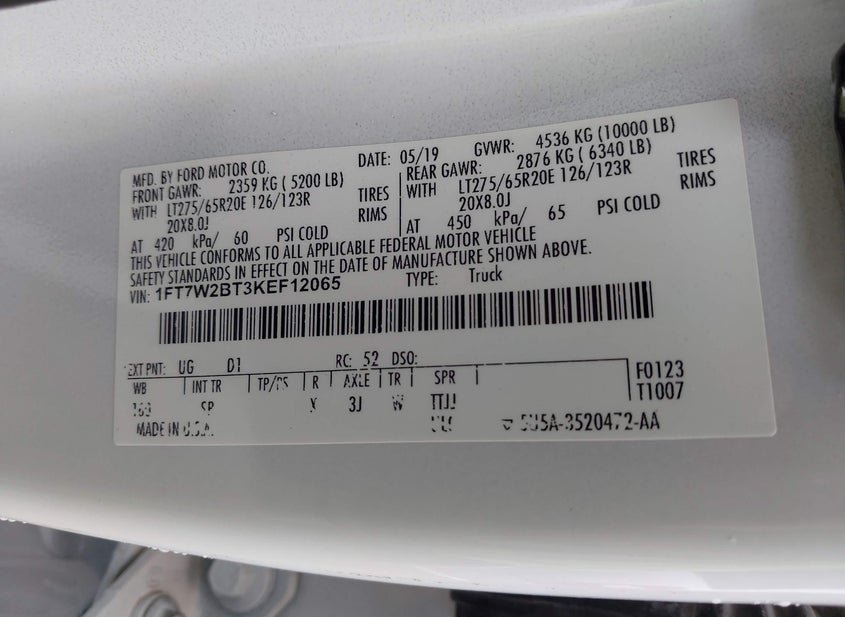 MFD. BY FORD MOTOR CO. DATE: 05/19 GVWR: 4536 KG (10000 LB)
FRONT GAWR: 2359 KG ( 5200 LB) REAR GAWR: 2876 KG ( 6340 LB)
WITH LT275/65R20E 126/123R TIRES WITH LT275/65R20E 126/123R TIRES
20X8.0J RIMS 20X8.0J RIMS
AT 420 kPa/ 60 PSI COLD AT 450 kPa/ 65 PSI COLD
THIS VEHICLE CONFORMS TO ALL APPLICABLE FEDERAL MOTOR VEHICLE
SAFETY STANDARDS IN EFFECT ON THE DATE OF MANUFACTURE SHOWN ABOVE.
VIN: 1FT7W2BT3KEF12065 TYPE: Truck
EXT PNT: UG D1 RC: 52 DSO:
WB INT TR TP/PS R AXLE TR SPR F0123
3J W T1007
MADE IN U.S.A.